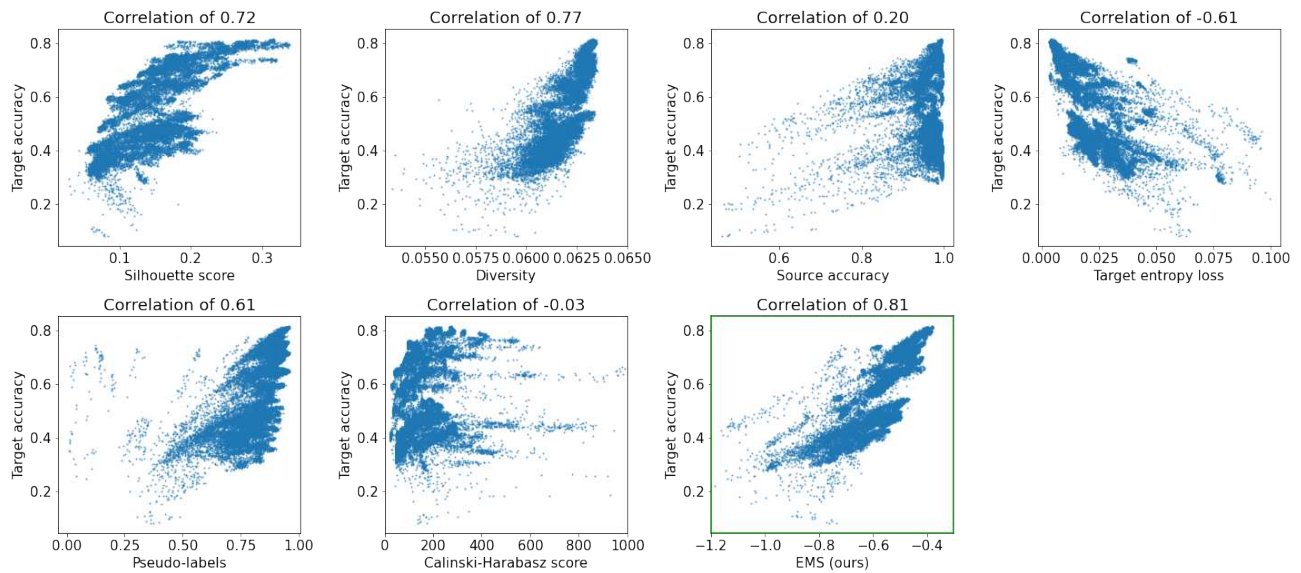 Correlation of 0.72
Correlation of 0.77
Correlation of 0.20
Correlation of -0.61
Target accuracy
0.8
0.6
0.4
0.2
0.1
0.2
0.3
Silhouette score
Target accuracy
0.8
0.6
0.4
0.2
0.0550
0.0575
0.0600
0.0625
0.0650
Diversity
Target accuracy
0.8
0.6
0.4
0.2
0.6
0.8
1.0
Source accuracy
Target accuracy
0.8
0.6
0.4
0.2
0.000
0.025
0.050
0.075
0.100
Target entropy loss
Correlation of 0.61
Correlation of -0.03
Correlation of 0.81
Target accuracy
0.8
0.6
0.4
0.2
0.00
0.25
0.50
0.75
1.00
Pseudo-labels
Target accuracy
0.8
0.6
0.4
0.2
0
200
400
600
800
1000
Calinski-Harabasz score
Target accuracy
0.8
0.6
0.4
0.2
−1.2
−1.0
−0.8
−0.6
−0.4
EMS (ours)